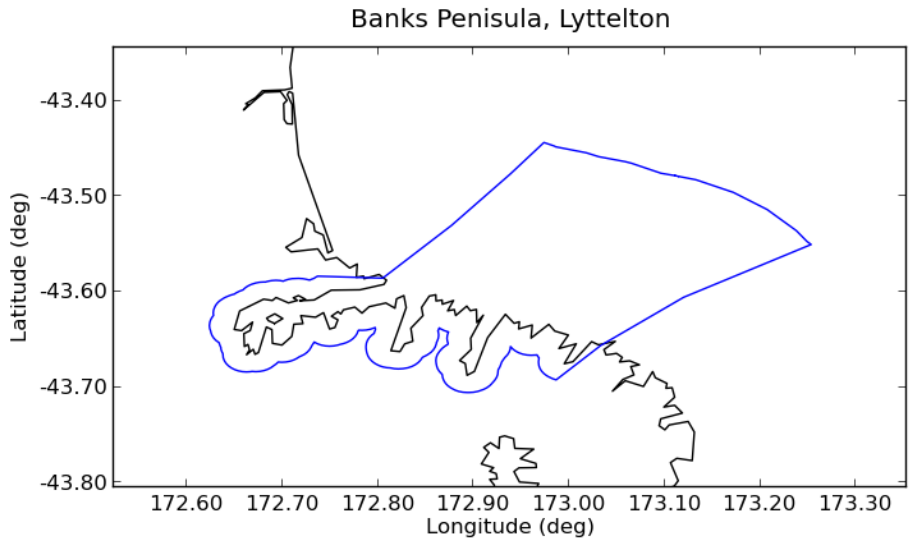 Banks Penisula, Lyttelton
-43.40
-43.50
-43.60
-43.70
-43.80
Latitude (deg)
172.60 172.70 172.80 172.90 173.00 173.10 173.20 173.30
Longitude (deg)